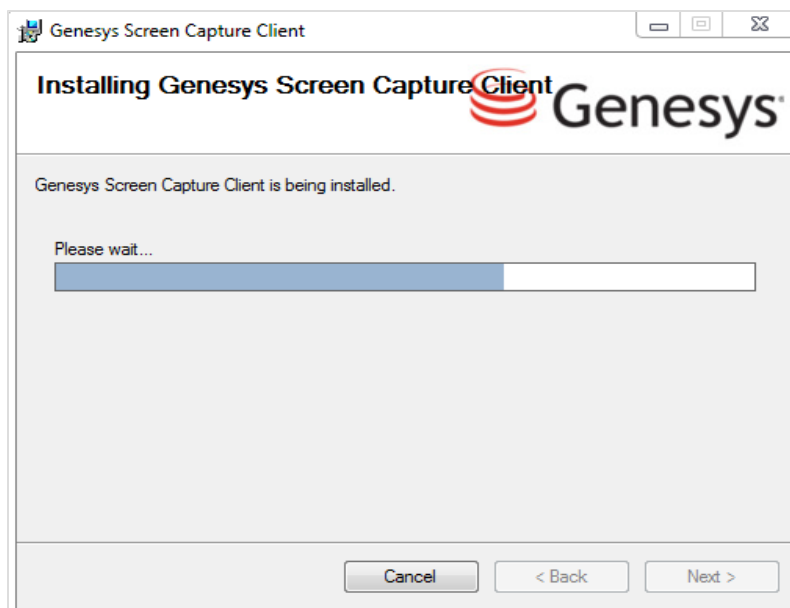 Genesys Screen Capture Client
Installing Genesys Screen Capture Client
Genesys
Genesys Screen Capture Client is being installed.
Please wait...
Cancel
< Back
Next >